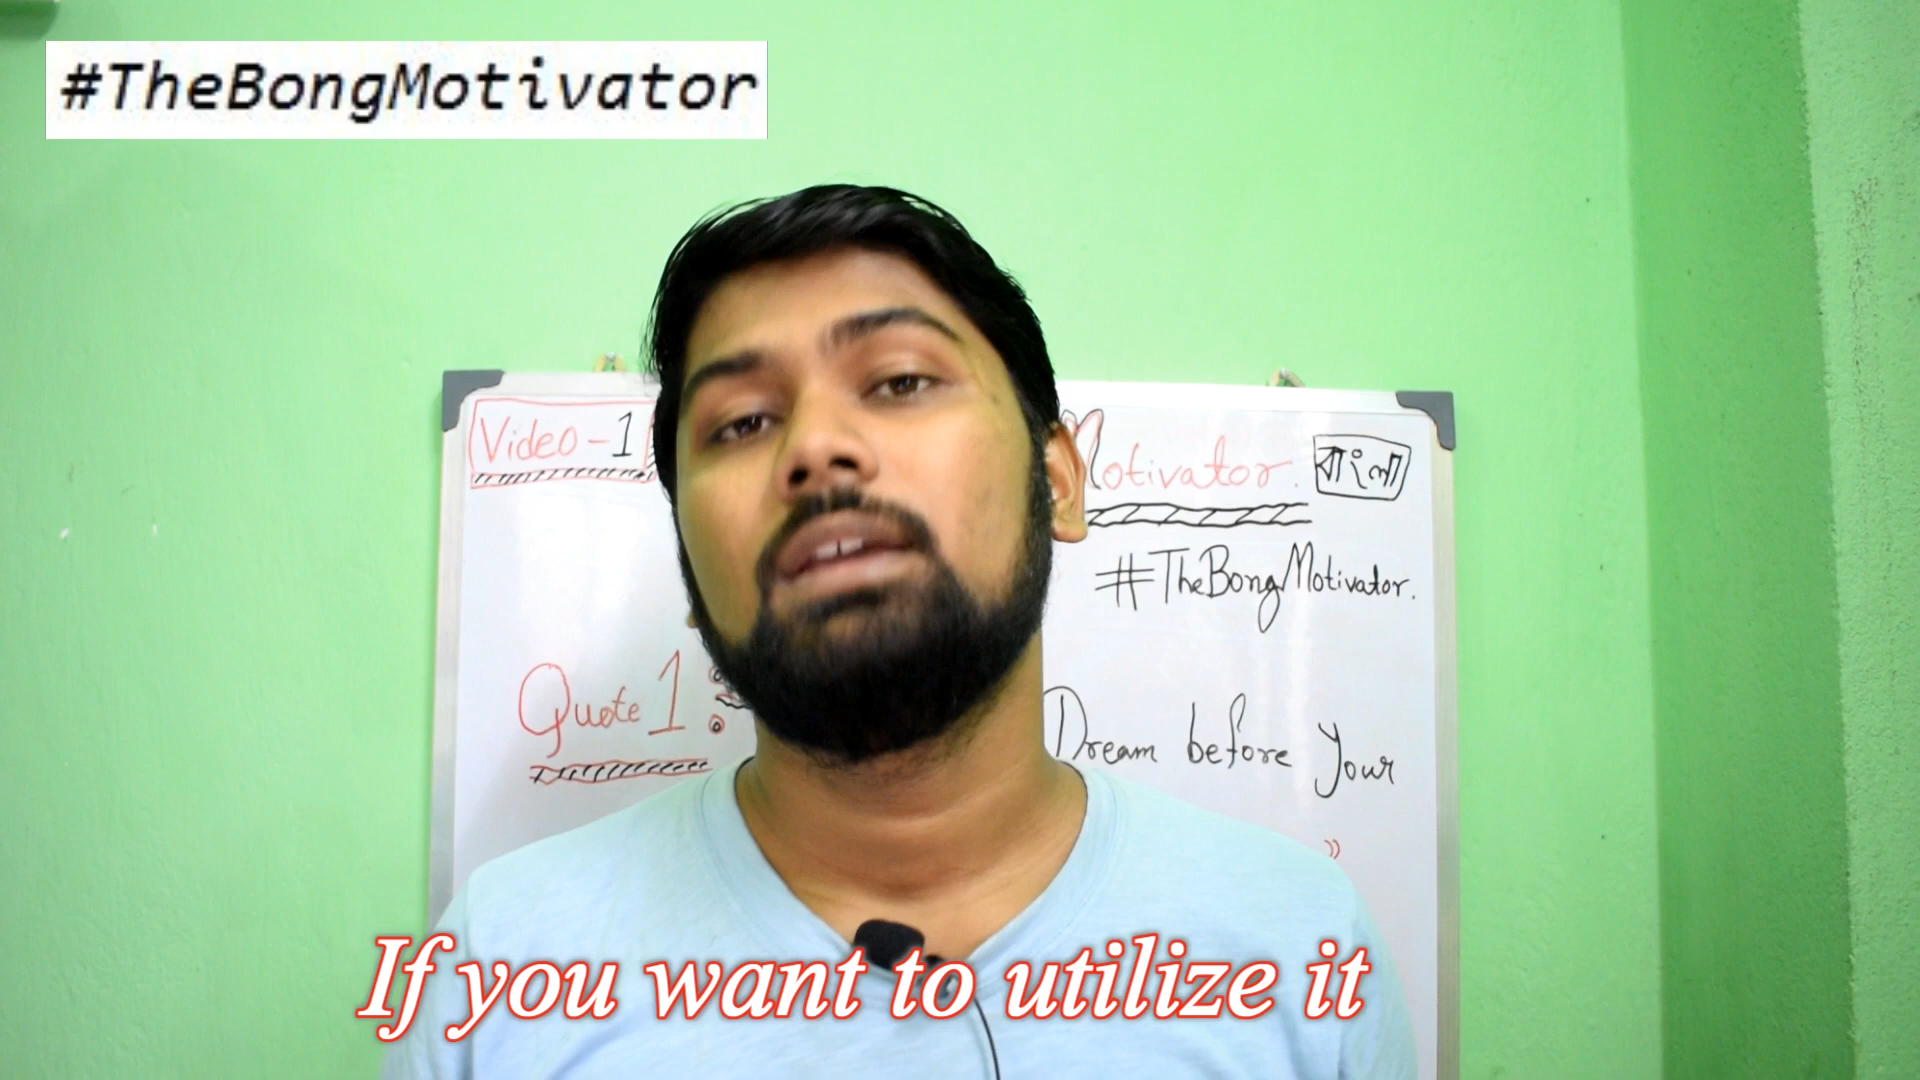 #TheBongMotivator
Video-1
Motivator.
বাংলা
#TheBongMotivator.
Quote 1:
Dream before Your
”
If you want to utilize it